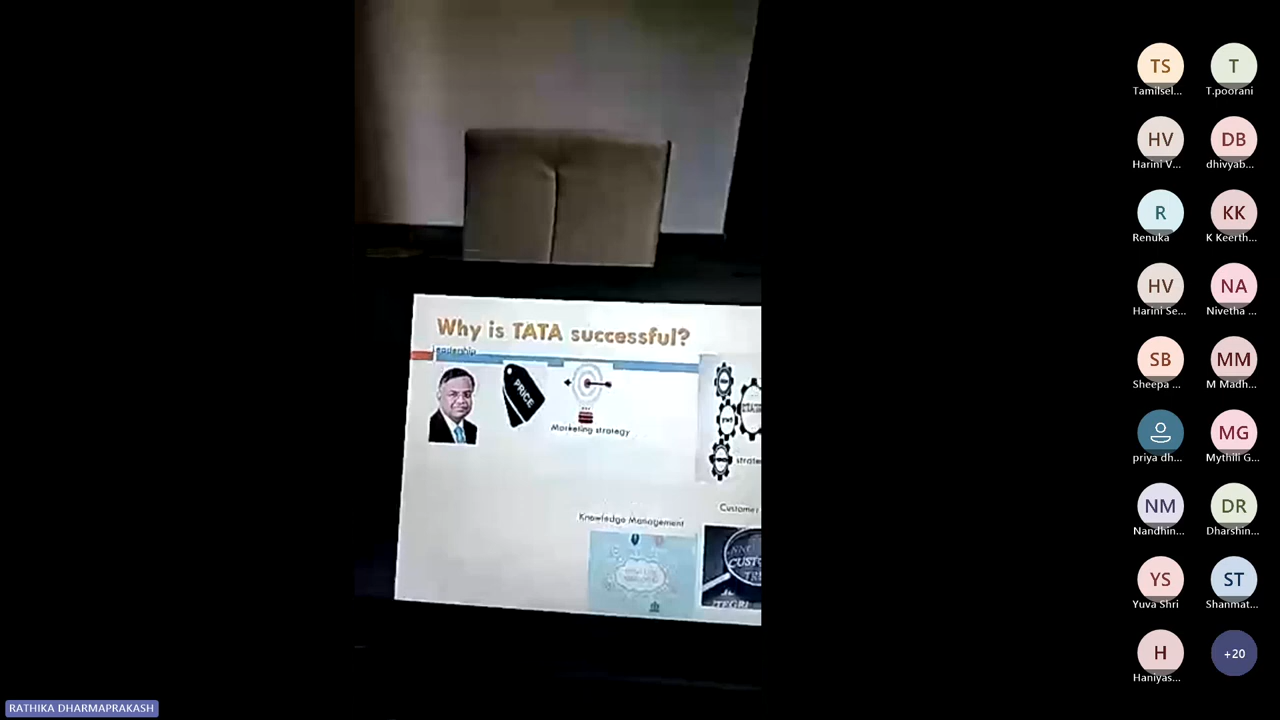 Why is TATA successful?
Leadership
PRICE
Marketing strategy
Knowledge Management
Customer
TS
Tamilsel...
T
T.poorani
HV
Harini V...
DB
dhivyab...
R
Renuka
KK
K Keerth...
HV
Harini Se...
NA
Nivetha ...
SB
Sheepa ...
MM
M Madh...
priya dh...
MG
Mythili G...
NM
Nandhin...
DR
Dharshin...
YS
Yuva Shri
ST
Shanmat...
H
Haniyas...
+20
RATHIKA DHARMAPRAKASH